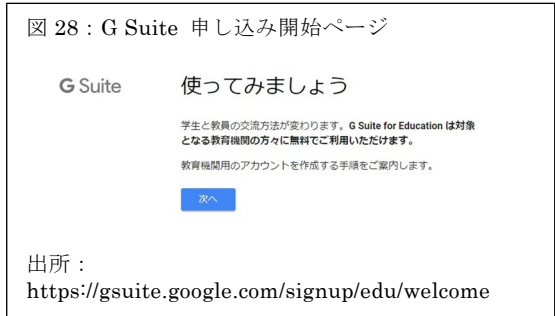 図 28：G Suite 申し込み開始ページ
G Suite
使ってみましょう
学生と教員の交流方法が変わります。G Suite for Education は対象
となる教育機関の方々に無料でご利用いただけます。
教育機関用のアカウントを作成する手順をご案内します。
次へ
出所：
https://gsuite.google.com/signup/edu/welcome